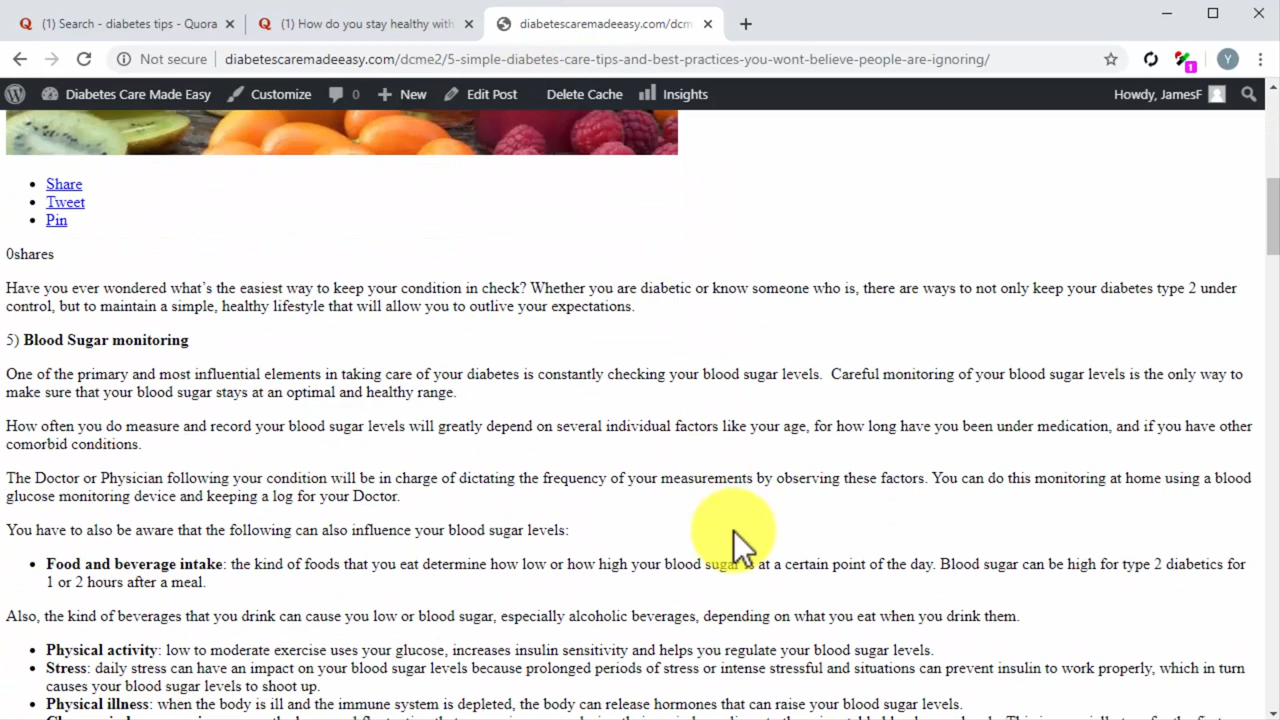 (1) Search - diabetes tips - Quora
(1) How do you stay healthy with
diabetescaremadeeasy.com/dcm
Not secure
diabetescaremadeeasy.com/dcme2/5-simple-diabetes-care-tips-and-best-practices-you-wont-believe-people-are-ignoring/
1
Y
Diabetes Care Made Easy
Customize
0
New
Edit Post
Delete Cache
Insights
Howdy, JamesF
Share
Tweet
Pin
0shares
Have you ever wondered what's the easiest way to keep your condition in check? Whether you are diabetic or know someone who is, there are ways to not only keep your diabetes type 2 under
control, but to maintain a simple, healthy lifestyle that will allow you to outlive your expectations.
5) Blood Sugar monitoring
One of the primary and most influential elements in taking care of your diabetes is constantly checking your blood sugar levels.  Careful monitoring of your blood sugar levels is the only way to
make sure that your blood sugar stays at an optimal and healthy range.
How often you do measure and record your blood sugar levels will greatly depend on several individual factors like your age, for how long have you been under medication, and if you have other
comorbid conditions.
The Doctor or Physician following your condition will be in charge of dictating the frequency of your measurements by observing these factors. You can do this monitoring at home using a blood
glucose monitoring device and keeping a log for your Doctor.
You have to also be aware that the following can also influence your blood sugar levels:
Food and beverage intake: the kind of foods that you eat determine how low or how high your blood sugar is at a certain point of the day. Blood sugar can be high for type 2 diabetics for
1 or 2 hours after a meal.
Also, the kind of beverages that you drink can cause you low or blood sugar, especially alcoholic beverages, depending on what you eat when you drink them.
Physical activity: low to moderate exercise uses your glucose, increases insulin sensitivity and helps you regulate your blood sugar levels.
Stress: daily stress can have an impact on your blood sugar levels because prolonged periods of stress or intense stressful and situations can prevent insulin to work properly, which in turn
causes your blood sugar levels to shoot up.
Physical illness: when the body is ill and the immune system is depleted, the body can release hormones that can raise your blood sugar levels.